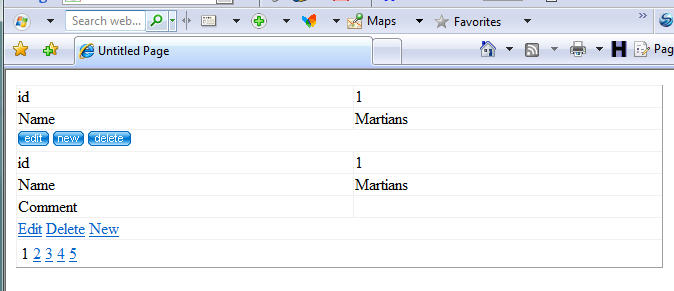 Search web...
Maps
Favorites
»
Untitled Page
H
Pag
id 1
Name Martians
edit new delete
id 1
Name Martians
Comment
Edit Delete New
1 2 3 4 5